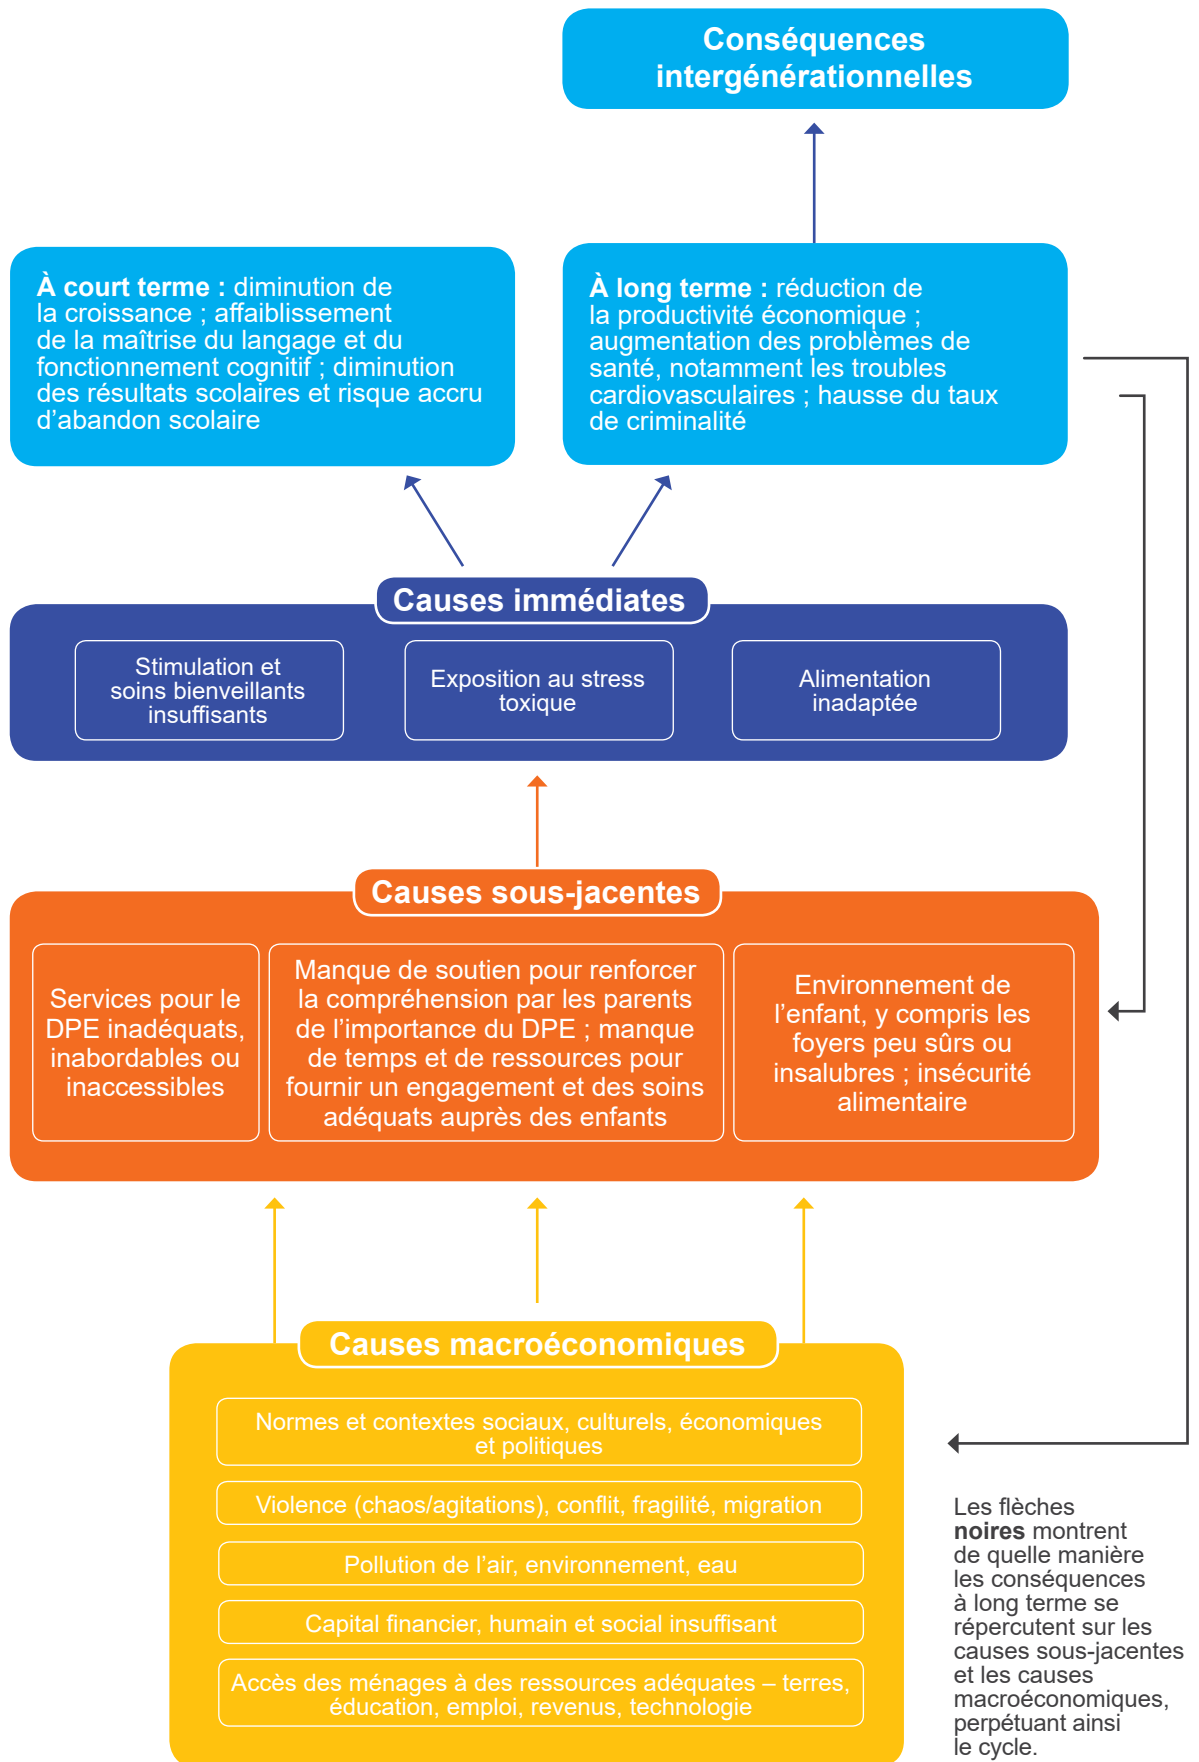 Conséquences
intergénérationnelles
À court terme : diminution de
la croissance ; affaiblissement
de la maîtrise du langage et du
fonctionnement cognitif ; diminution
des résultats scolaires et risque accru
d’abandon scolaire
À long terme : réduction de
la productivité économique ;
augmentation des problèmes de
santé, notamment les troubles
cardiovasculaires ; hausse du taux
de criminalité
Causes immédiates
Stimulation et
soins bienveillants
insuffisants
Exposition au stress
toxique
Alimentation
inadaptée
Causes sous-jacentes
Services pour le
DPE inadéquats,
inabordables ou
inaccessibles
Manque de soutien pour renforcer
la compréhension par les parents
de l’importance du DPE ; manque
de temps et de ressources pour
fournir un engagement et des soins
adéquats auprès des enfants
Environnement de
l’enfant, y compris les
foyers peu sûrs ou
insalubres ; insécurité
alimentaire
Causes macroéconomiques
Normes et contextes sociaux, culturels, économiques
et politiques
Violence (chaos/agitations), conflit, fragilité, migration
Pollution de l’air, environnement, eau
Capital financier, humain et social insuffisant
Accès des ménages à des ressources adéquates – terres,
éducation, emploi, revenus, technologie
Les flèches
noires montrent
de quelle manière
les conséquences
à long terme se
répercutent sur les
causes sous-jacentes
et les causes
macroéconomiques,
perpétuant ainsi
le cycle.